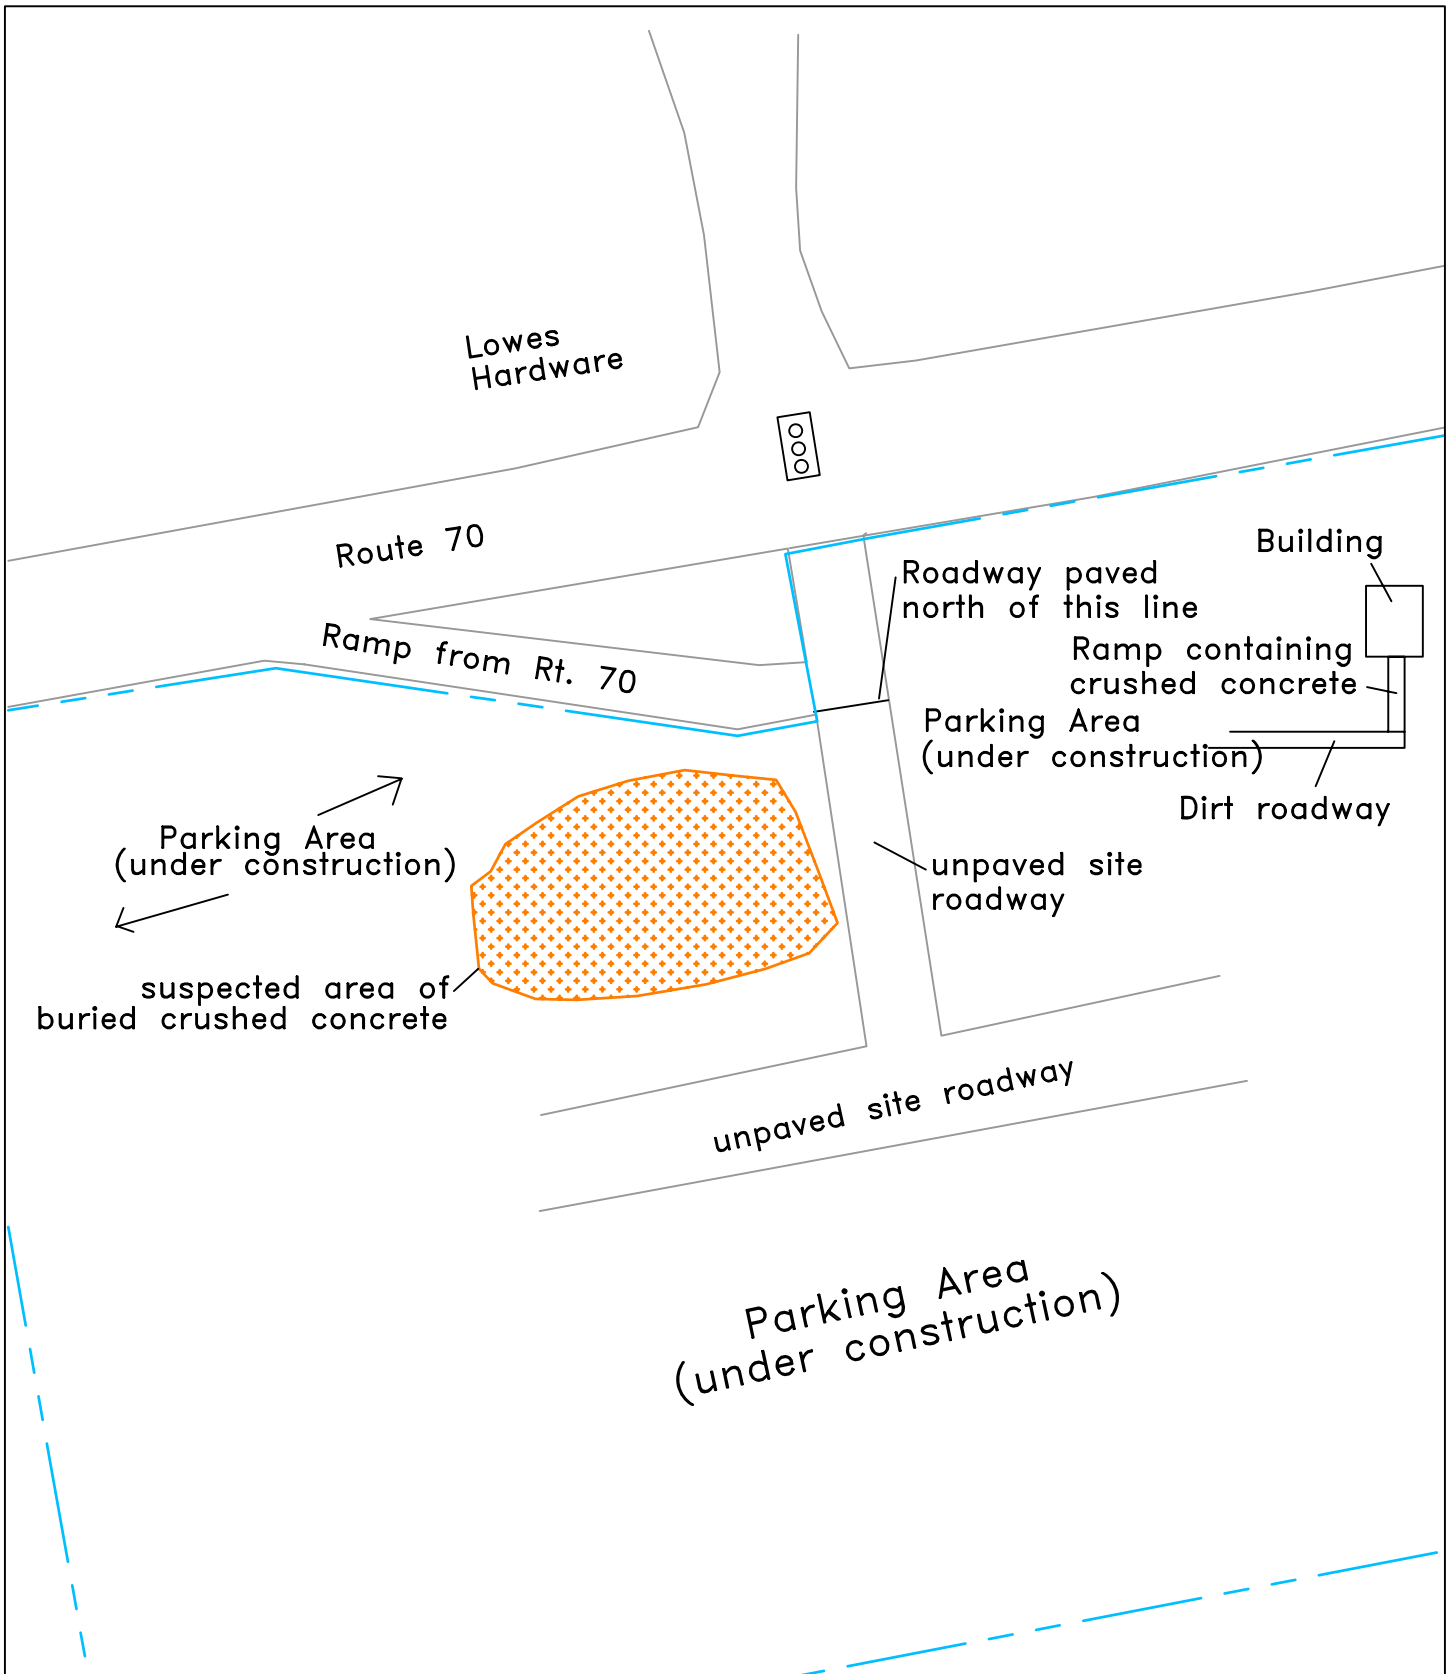 Lowes
Hardware
Route 70
Ramp from Rt. 70
Roadway paved
north of this line
Building
Ramp containing
crushed concrete
Parking Area
(under construction)
Dirt roadway
Parking Area
(under construction)
unpaved site
roadway
suspected area of
buried crushed concrete
unpaved site roadway
Parking Area
(under construction)